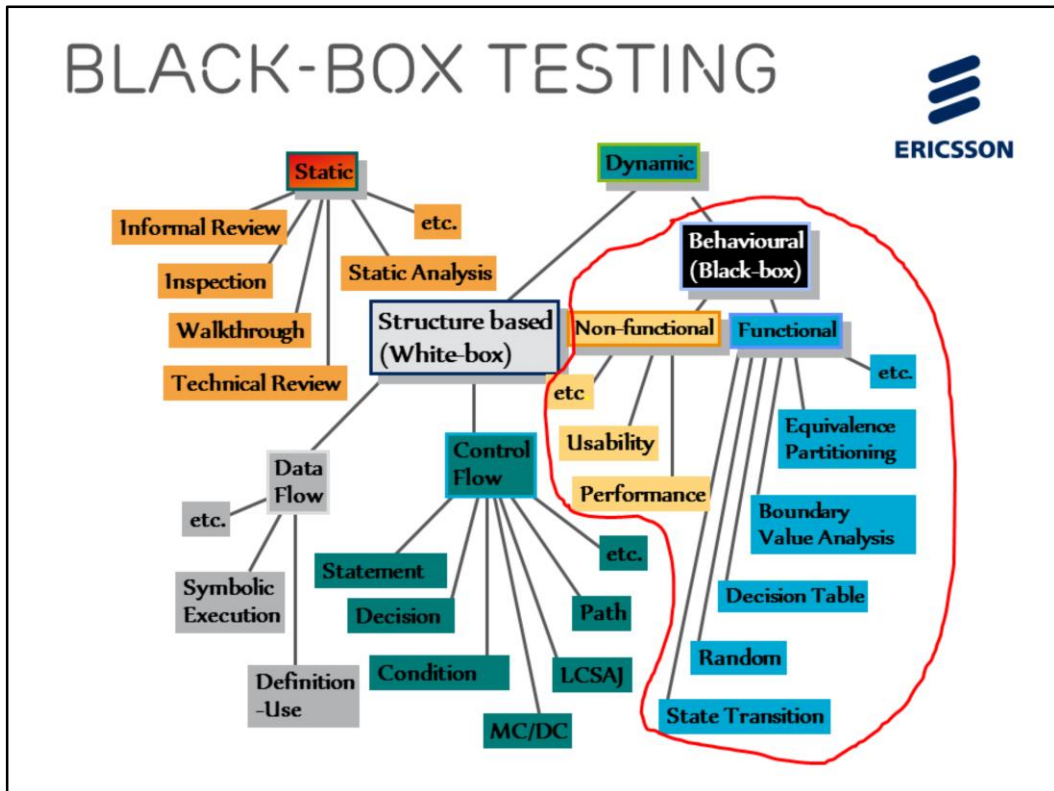 BLACK-BOX TESTING
ERICSSON
Static
Dynamic
Informal Review
etc.
Inspection
Static Analysis
Walkthrough
Technical Review
Behavioural
(Black-box)
Structure based
(White-box)
Non-functional
Functional
etc
Usability
Performance
etc.
Equivalence
Partitioning
Boundary
Value Analysis
Decision Table
Random
State Transition
Data
Flow
etc.
Symbolic
Execution
Definition
-Use
Control
Flow
Statement
Decision
Condition
MC/DC
LCSAJ
Path
etc.